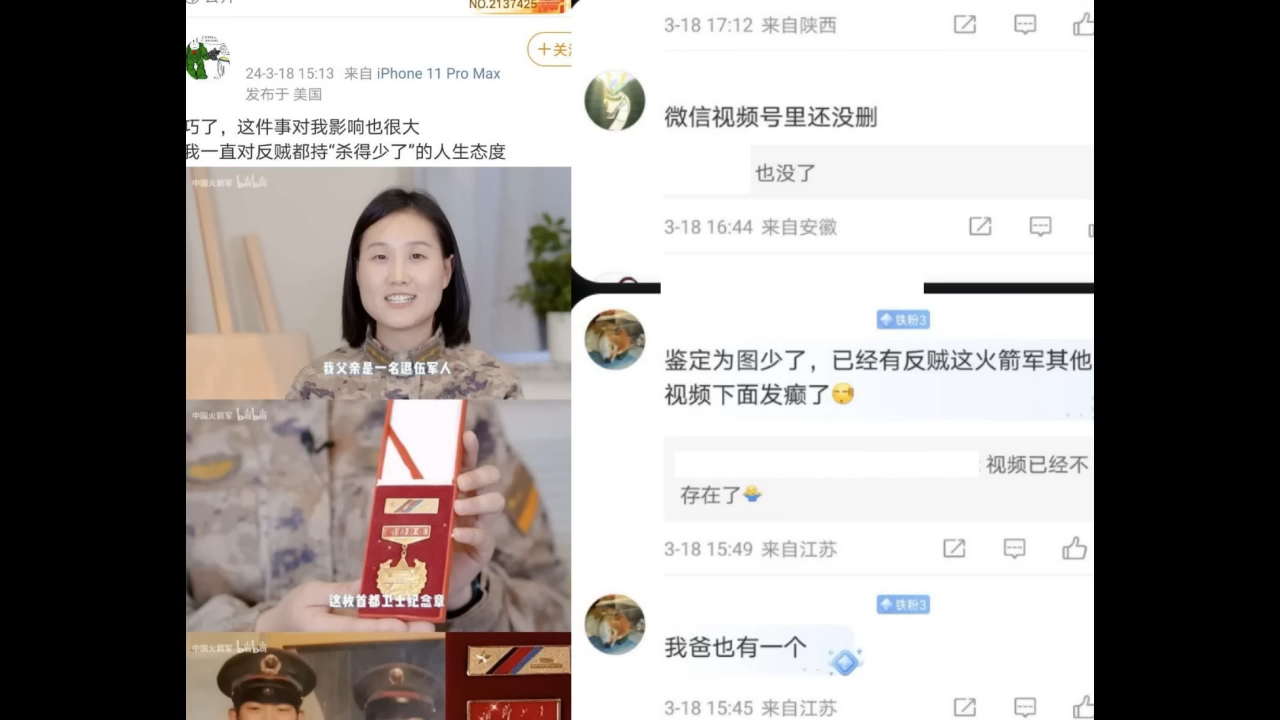 NO.2137425
24-3-18 15:13 来自 iPhone 11 Pro Max
发布于 美国
十关
巧了，这件事对我影响也很大
我一直对反贼都持“杀得少了”的人生态度
中国火箭军 bilibili
我父亲是一名退伍军人
中国火箭军 bilibili
这枚首都卫士纪念章
中国火箭军 bilibili
3-18 17:12 来自陕西
微信视频号里还没删
也没了
3-18 16:44 来自安徽
铁粉3
鉴定为图少了，已经有反贼这火箭军其他
视频下面发癫了
视频已经不
存在了
3-18 15:49 来自江苏
铁粉3
我爸也有一个
3-18 15:45 来自江苏